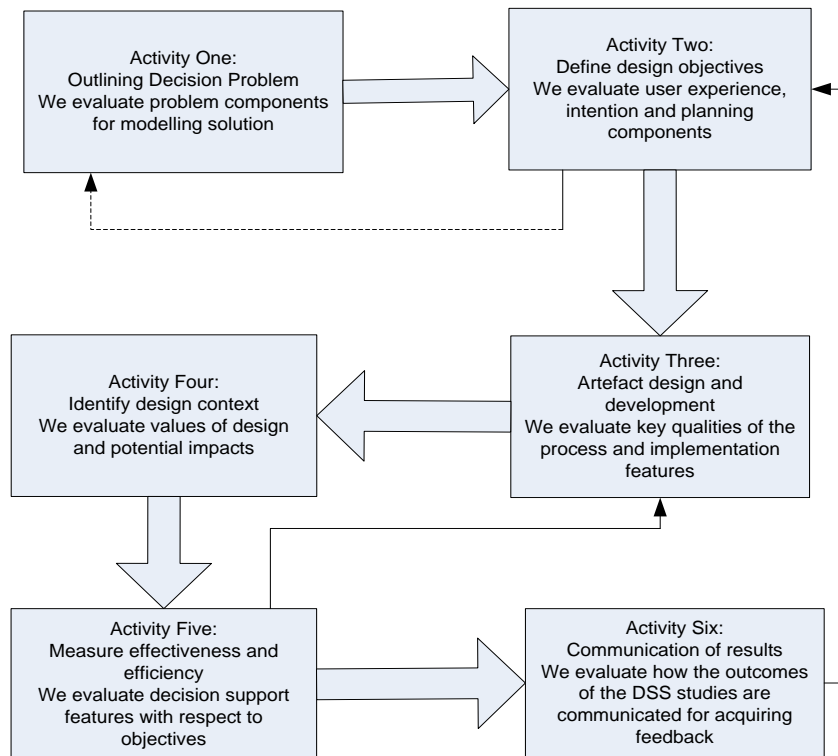 Activity One:
Outlining Decision Problem
We evaluate problem components
for modelling solution
Activity Two:
Define design objectives
We evaluate user experience,
intention and planning
components
Activity Three:
Artefact design and
development
We evaluate key qualities of the
process and implementation
features
Activity Four:
Identify design context
We evaluate values of design
and potential impacts
Activity Five:
Measure effectiveness and
efficiency
We evaluate decision support
features with respect to
objectives
Activity Six:
Communication of results
We evaluate how the outcomes
of the DSS studies are
communicated for acquiring
feedback